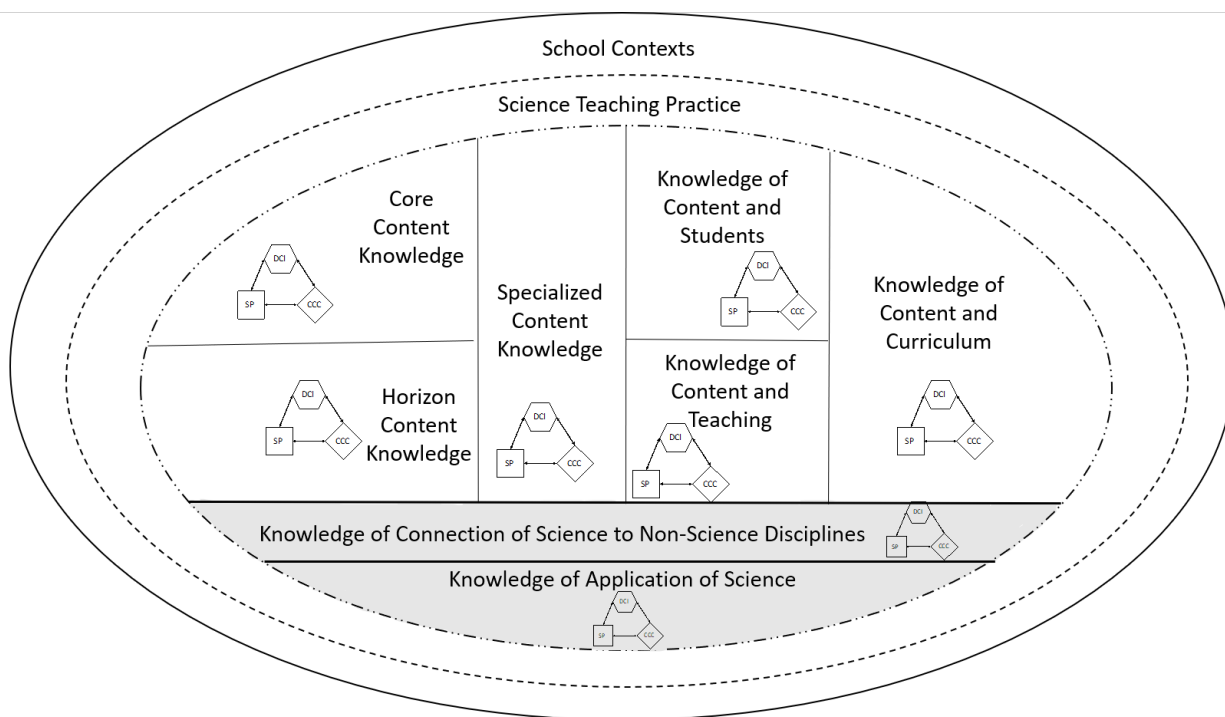 School Contexts
Science Teaching Practice
Core
Content
Knowledge
DCI
SP
CCC
Horizon
Content
Knowledge
DCI
SP
CCC
Specialized
Content
Knowledge
DCI
SP
CCC
Knowledge of
Content and
Students
DCI
SP
CCC
Knowledge of
Content and
Teaching
DCI
SP
CCC
Knowledge of
Content and
Curriculum
DCI
SP
CCC
Knowledge of Connection of Science to Non-Science Disciplines
DCI
SP
CCC
Knowledge of Application of Science
DCI
SP
CCC